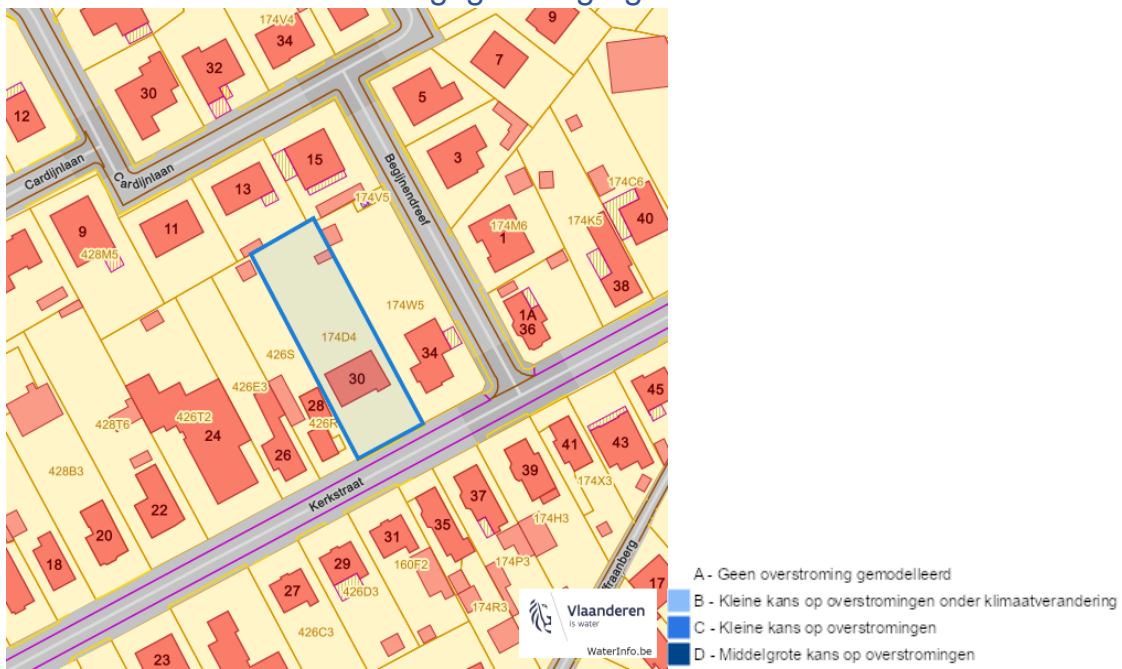 174V4
9
34
7
32
30
5
12
15
3
Cardijnlaan
Cardijnlaan
13
174C6
Begijnendreef
174V5
40
174K5
9
11
1
174M6
428M5
38
174W5
1A
36
174D4
34
426S
30
45
426E3
28
426R
41
43
428T6
426T2
24
26
39
174X3
428B3
Kerkstraat
37
22
174H3
35
20
31
18
29
160F2
174P3
17
27
426D3
174R3
426C3
23
Vlaanderen
is water
WaterInfo.be
A - Geen overstroming gemodelleerd
B - Kleine kans op overstromingen onder klimaatverandering
C - Kleine kans op overstromingen
D - Middelgrote kans op overstromingen